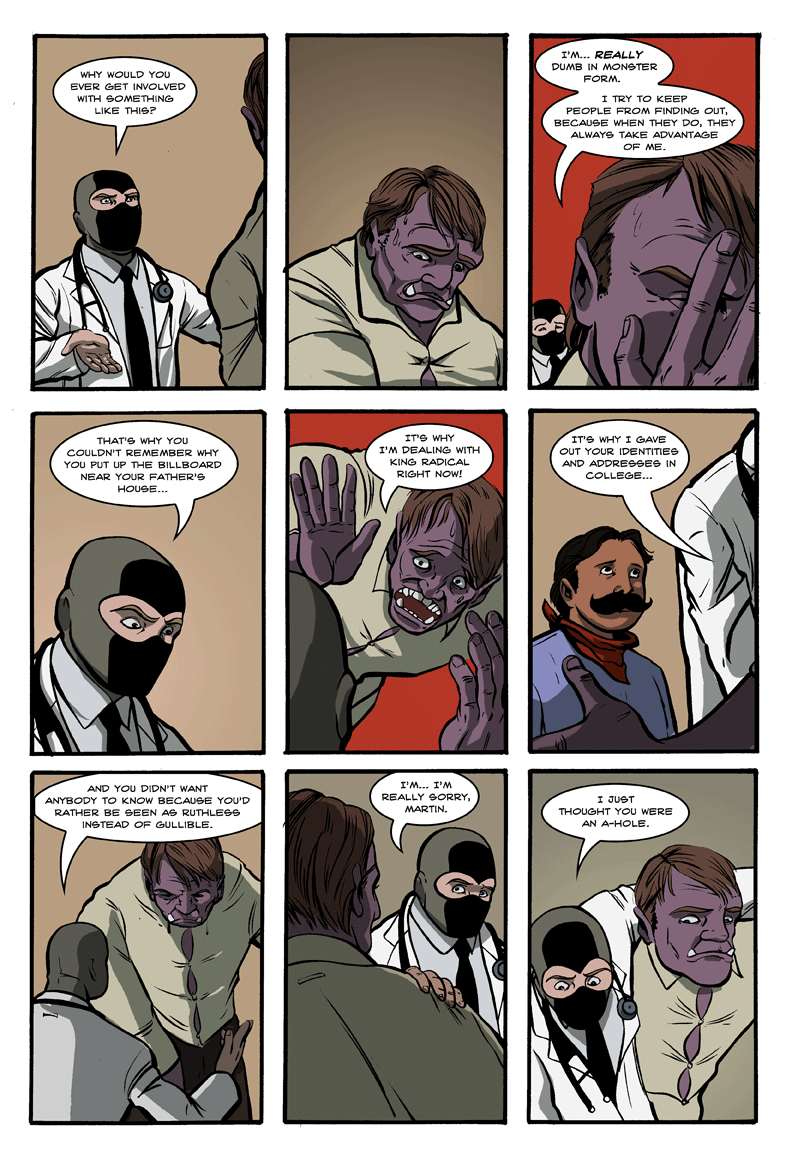 WHY WOULD YOU
EVER GET INVOLVED
WITH SOMETHING
LIKE THIS?
I'M... REALLY
DUMB IN MONSTER
FORM.
I TRY TO KEEP
PEOPLE FROM FINDING OUT,
BECAUSE WHEN THEY DO, THEY
ALWAYS TAKE ADVANTAGE
OF ME.
THAT'S WHY YOU
COULDN'T REMEMBER WHY
YOU PUT UP THE BILLBOARD
NEAR YOUR FATHER'S
HOUSE...
IT'S WHY
I'M DEALING WITH
KING RADICAL
RIGHT NOW!
IT'S WHY I GAVE
OUT YOUR IDENTITIES
AND ADDRESSES IN
COLLEGE...
AND YOU DIDN'T WANT
ANYBODY TO KNOW BECAUSE YOU'D
RATHER BE SEEN AS RUTHLESS
INSTEAD OF GULLIBLE.
I'M... I'M
REALLY SORRY,
MARTIN.
I JUST
THOUGHT YOU WERE
AN A-HOLE.